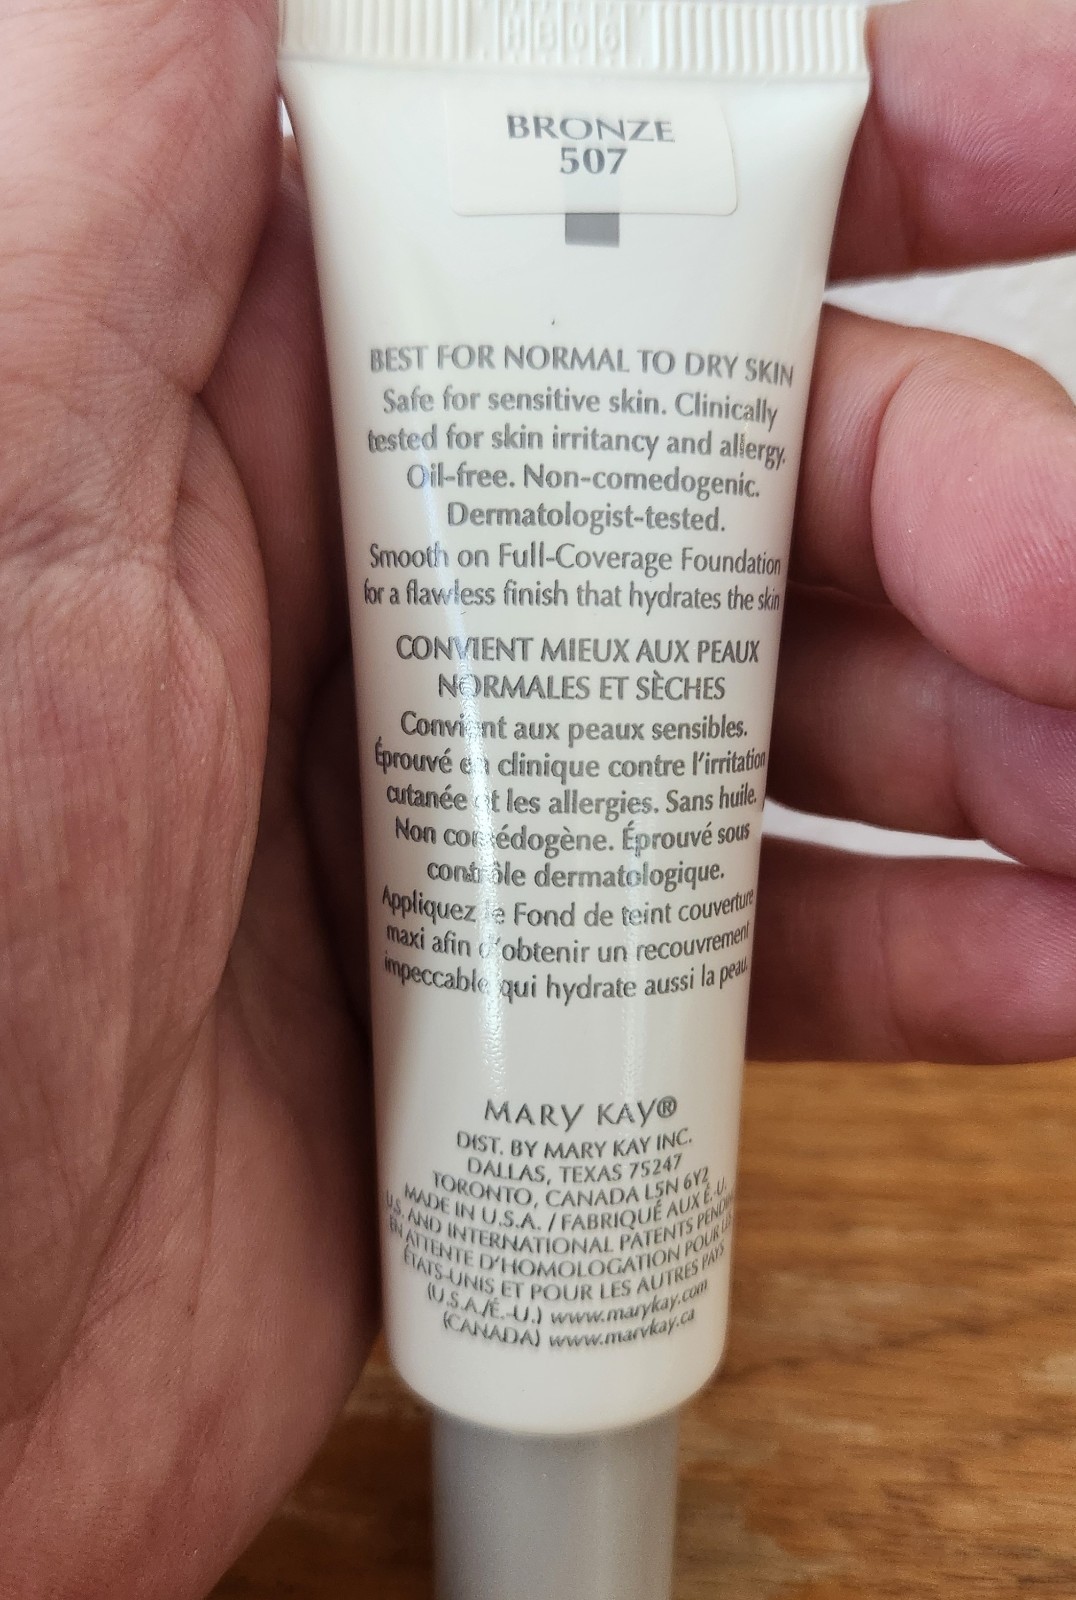 HB06
BRONZE
507
BEST FOR NORMAL TO DRY SKIN
Safe for sensitive skin. Clinically
tested for skin irritancy and allergy.
Oil-free. Non-comedogenic.
Dermatologist-tested.
Smooth on Full-Coverage Foundation
for a flawless finish that hydrates the skin
CONVIENT MIEUX AUX PEAUX
NORMALES ET SÈCHES
Convient aux peaux sensibles.
Éprouvé en clinique contre l'irritation
cutanée et les allergies. Sans huile.
Non comédogène. Éprouvé sous
contrôle dermatologique.
Appliquez le Fond de teint couverture
maxi afin d'obtenir un recouvrement
impeccable qui hydrate aussi la peau.
MARY KAY®
DIST. BY MARY KAY INC.
DALLAS, TEXAS 75247
TORONTO, CANADA L5N 6Y2
MADE IN U.S.A. / FABRIQUÉ AUX É.-U.
U.S. AND INTERNATIONAL PATENTS PENDING
EN ATTENTE D'HOMOLOGATION POUR LES
ÉTATS-UNIS ET POUR LES AUTRES PAYS
(U.S.A./É.-U.) www.marykay.com
(CANADA) www.marykay.ca